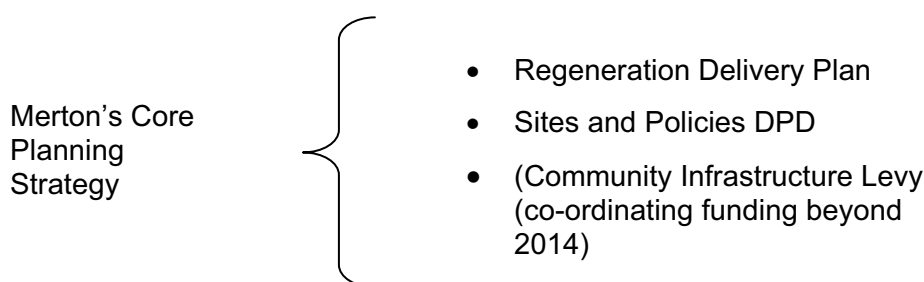 Merton’s Core
Planning
Strategy
• Regeneration Delivery Plan
• Sites and Policies DPD
• (Community Infrastructure Levy
(co-ordinating funding beyond
2014)